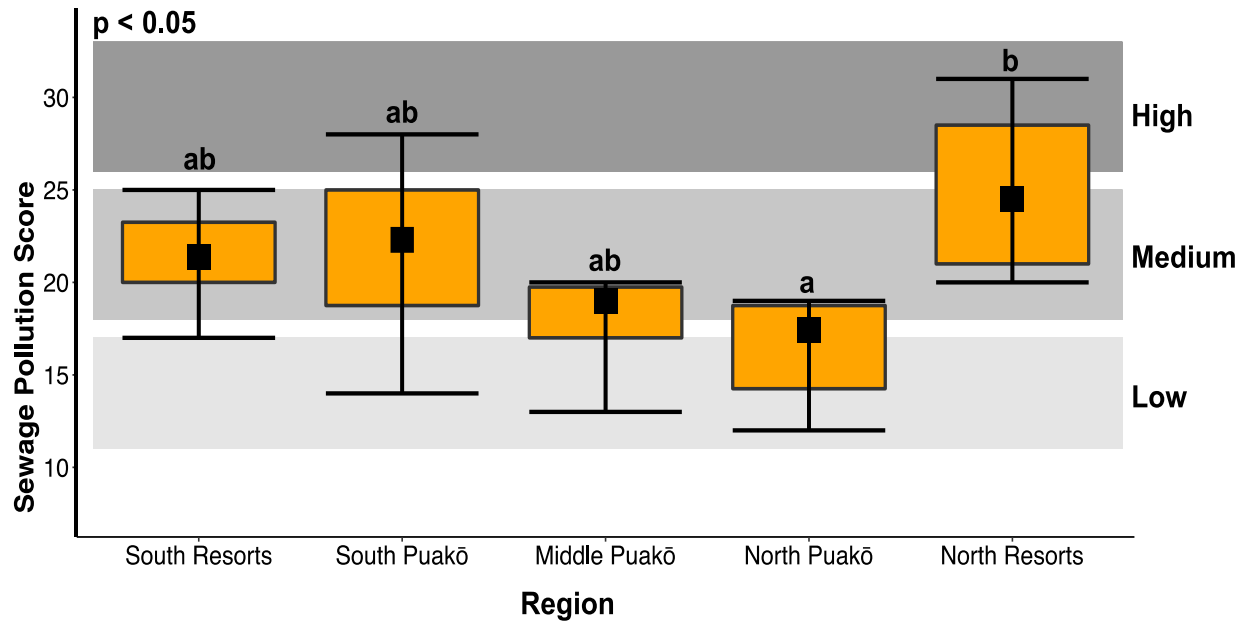 p < 0.05
Sewage Pollution Score
30
25
20
15
10
ab
ab
ab
a
b
High
Medium
Low
South Resorts
South Puakō
Middle Puakō
North Puakō
North Resorts
Region